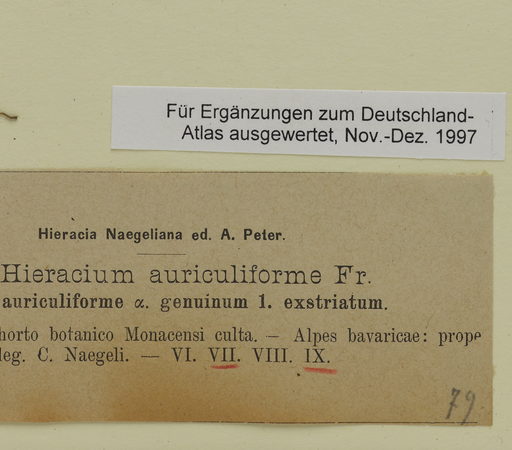 Für Ergänzungen zum Deutschland-
Atlas ausgewertet, Nov.-Dez. 1997
Hieracia Naegeliana ed. A. Peter.
Hieracium auriculiforme Fr.
auriculiforme α. genuinum 1. exstriatum.
horto botanico Monacensi culta. — Alpes bavaricae: prope
leg. C. Naegeli. — VI. VII. VIII. IX.
79